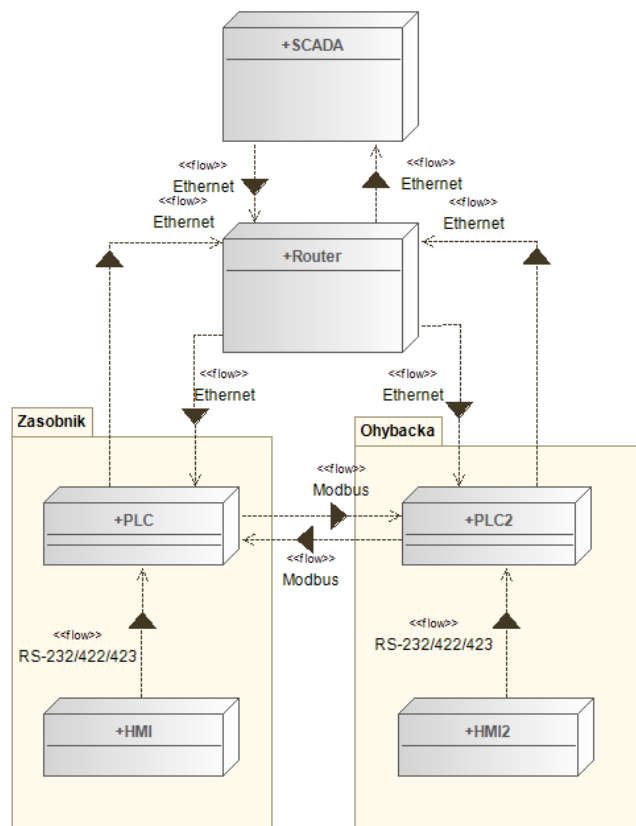 +SCADA
<<flow>>
Ethernet
<<flow>>
Ethernet
<<flow>>
Ethernet
<<flow>>
Ethernet
+Router
<<flow>>
Ethernet
<<flow>>
Ethernet
Zasobnik
Ohybacka
+PLC
<<flow>>
Modbus
+PLC2
<<flow>>
Modbus
<<flow>>
RS-232/422/423
<<flow>>
RS-232/422/423
+HMI
+HMI2